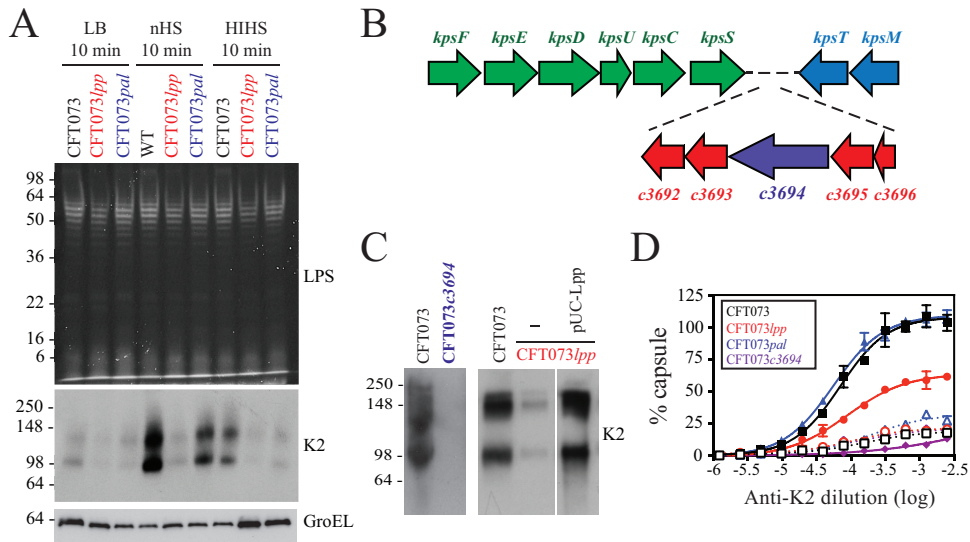 A
LB
10 min
nHS
10 min
HIHS
10 min
CFT073
CFT073lpp
CFT073pal
WT
CFT073lpp
CFT073pal
CFT073
CFT073lpp
CFT073pal
98
64
50
36
22
16
6
LPS
250
148
98
64
K2
64
GroEL
B
kpsF
kpsE
kpsD
kpsU
kpsC
kpsS
kpsT
kpsM
c3692
c3693
c3694
c3695
c3696
C
CFT073
CFT073c3694
CFT073
–
pUC-Lpp
CFT073lpp
250
148
98
64
K2
D
125
100
75
50
25
0
% capsule
CFT073
CFT073lpp
CFT073pal
CFT073c3694
-6 -5.5 -5 -4.5 -4 -3.5 -3 -2.5
Anti-K2 dilution (log)